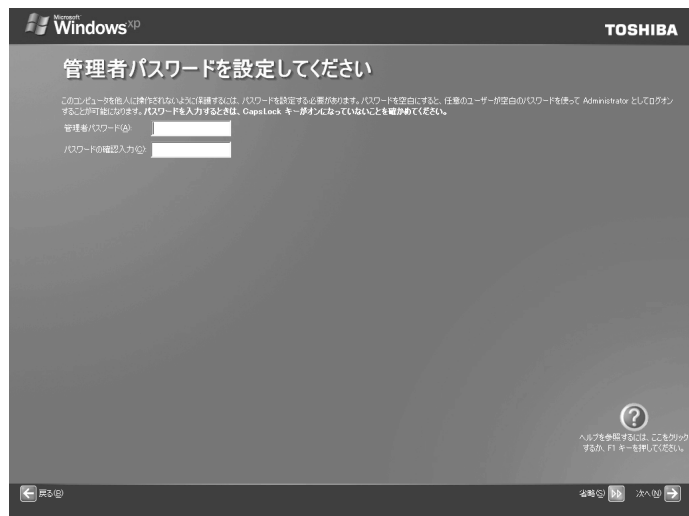 Microsoft
Windows xp
TOSHIBA
管理者パスワードを設定してください
このコンピュータを他人に操作されないように保護するには、パスワードを設定する必要があります。パスワードを空白にすると、任意のユーザーが空白のパスワードを使って Administrator としてログオン
することが可能になります。パスワードを入力するときは、CapsLock キーがオンになっていないことを確かめてください。
管理者パスワード(A):
パスワードの確認入力(C):
?
ヘルプを参照するには、ここをクリック
するか、F1 キーを押してください。
戻る(B)
省略(S)
次へ(N)